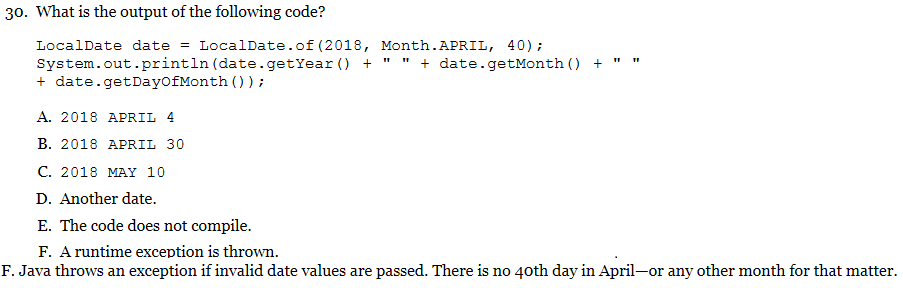 30. What is the output of the following code?
LocalDate date = LocalDate.of(2018, Month.APRIL, 40);
System.out.println(date.getYear() + " " + date.getMonth() + " "
+ date.getDayOfMonth());
A. 2018 APRIL 4
B. 2018 APRIL 30
C. 2018 MAY 10
D. Another date.
E. The code does not compile.
F. A runtime exception is thrown.
F. Java throws an exception if invalid date values are passed. There is no 40th day in April—or any other month for that matter.